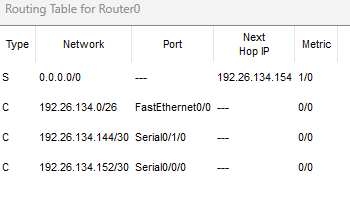 Routing Table for Router0
Type Network Port Next Hop IP Metric
S 0.0.0.0/0 --- 192.26.134.154 1/0
C 192.26.134.0/26 FastEthernet0/0 --- 0/0
C 192.26.134.144/30 Serial0/1/0 --- 0/0
C 192.26.134.152/30 Serial0/0/0 --- 0/0